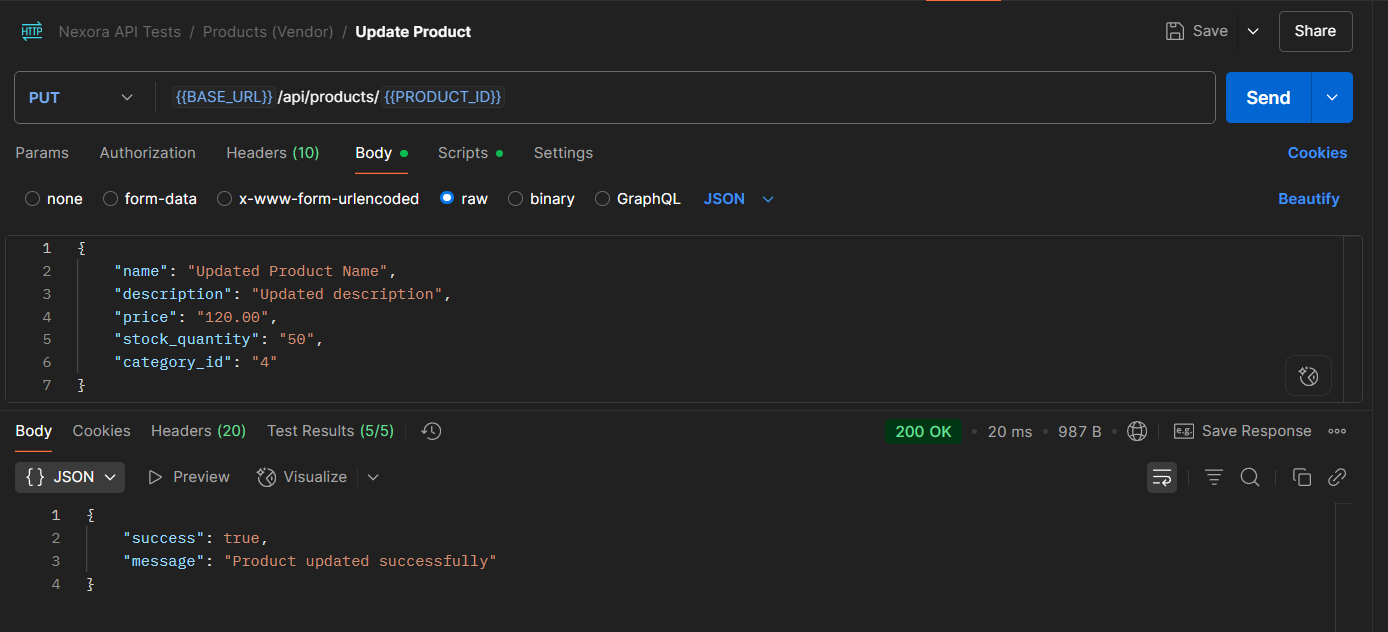 HTTP Nexora API Tests / Products (Vendor) / Update Product Save Share
PUT {{BASE_URL}} /api/products/ {{PRODUCT_ID}} Send
Params Authorization Headers (10) Body Scripts Settings Cookies
none form-data x-www-form-urlencoded raw binary GraphQL JSON Beautify
1 {
2 "name": "Updated Product Name",
3 "description": "Updated description",
4 "price": "120.00",
5 "stock_quantity": "50",
6 "category_id": "4"
7 }
Body Cookies Headers (20) Test Results (5/5) 200 OK • 20 ms • 987 B • e.g. Save Response
{} JSON Preview Visualize
1 {
2 "success": true,
3 "message": "Product updated successfully"
4 }